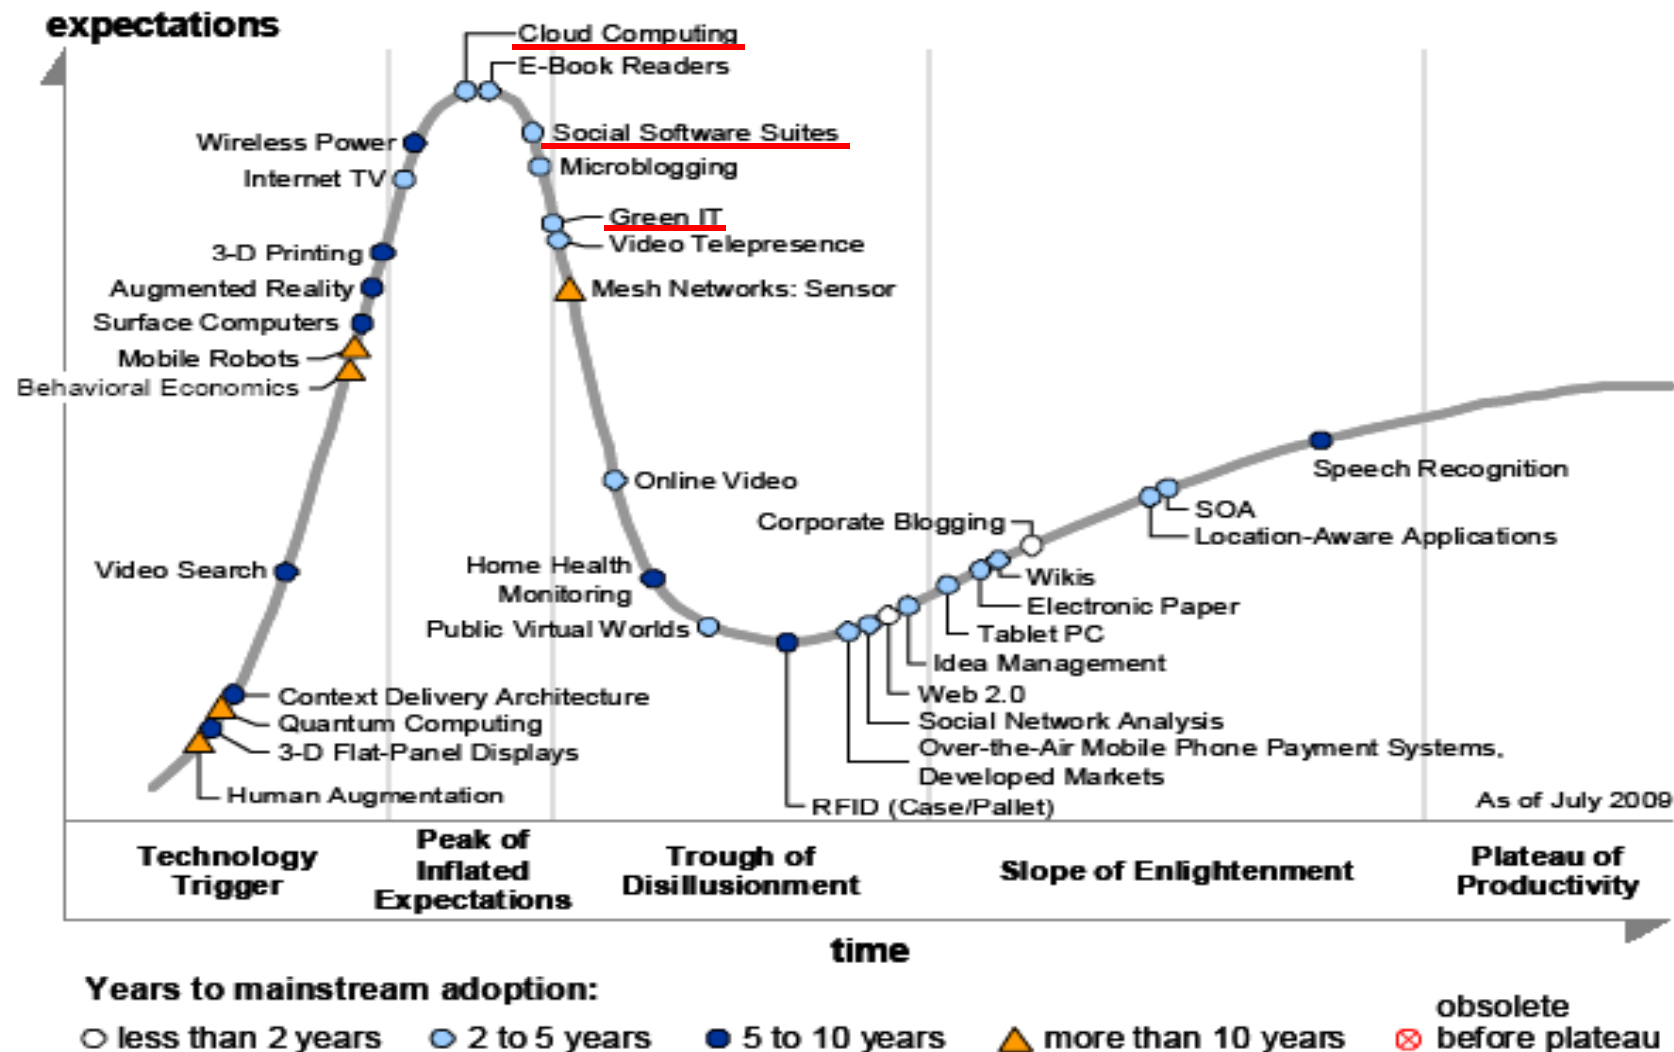 expectations
Cloud Computing
E-Book Readers
Social Software Suites
Wireless Power
Microblogging
Internet TV
Green IT
Video Telepresence
3-D Printing
Augmented Reality
Mesh Networks: Sensor
Surface Computers
Mobile Robots
Behavioral Economics
Speech Recognition
Online Video
SOA
Corporate Blogging
Location-Aware Applications
Video Search
Home Health
Monitoring
Wikis
Electronic Paper
Public Virtual Worlds
Tablet PC
Idea Management
Web 2.0
Context Delivery Architecture
Quantum Computing
Social Network Analysis
3-D Flat-Panel Displays
Over-the-Air Mobile Phone Payment Systems,
Developed Markets
Human Augmentation
RFID (Case/Pallet)
As of July 2009
Technology
Trigger
Peak of
Inflated
Expectations
Trough of
Disillusionment
Slope of Enlightenment
Plateau of
Productivity
time
Years to mainstream adoption:
less than 2 years
2 to 5 years
5 to 10 years
more than 10 years
obsolete
before plateau